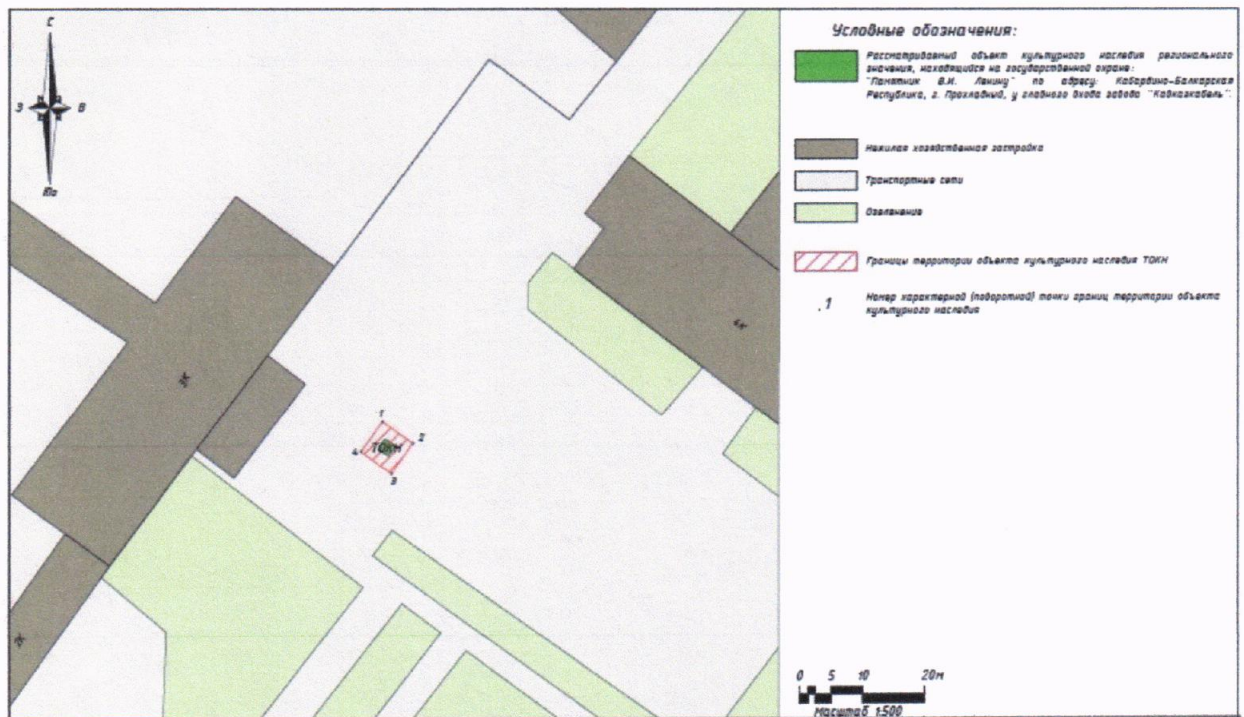 С
З В
Ю
Условные обозначения:
Рассматриваемый объект культурного наследия регионального
значения, находящийся на государственной охране:
"Памятник В.И. Ленину" по адресу: Кабардино-Балкарская
Республика, г. Прохладный, у главного входа завода "Кавказкабель".
Нежилая хозяйственная застройка
Транспортные сети
Озеленение
Границы территории объекта культурного наследия ТОКН
.1 Номер характерной (поворотной) точки границ территории объекта
культурного наследия
4К
1
2
ТОКН
4
3
2К
0 5 10 20м
Масштаб 1:500